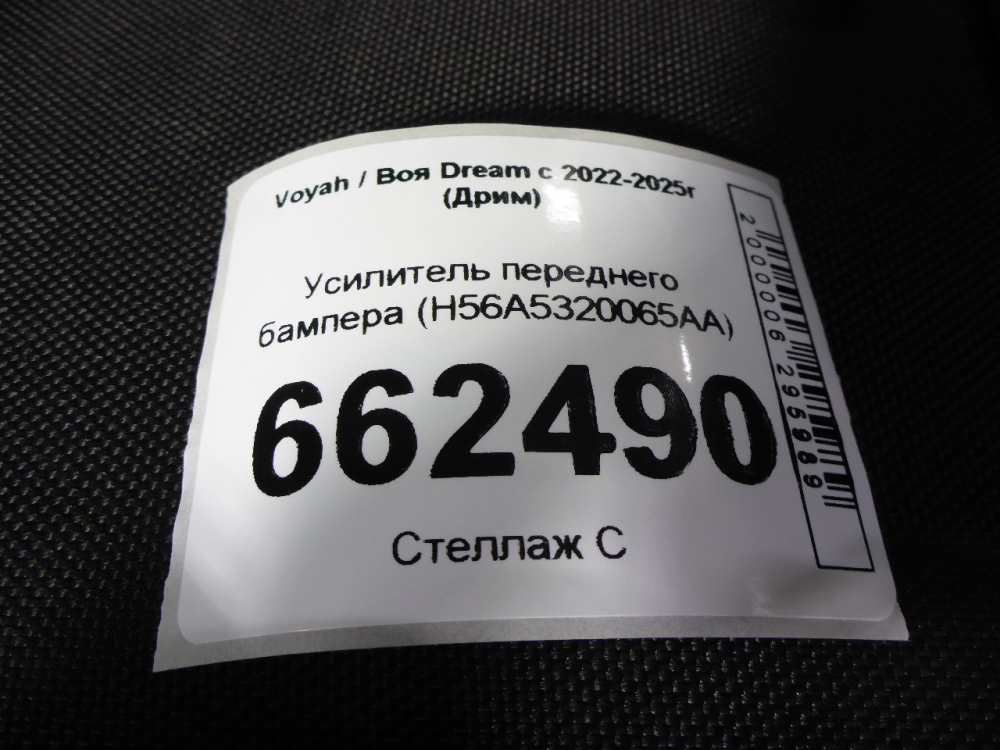 Voyah / Воя Dream с 2022-2025г
(Дрим)
Усилитель переднего
бампера (H56A5320065AA)
662490
Стеллаж С
2000006295989